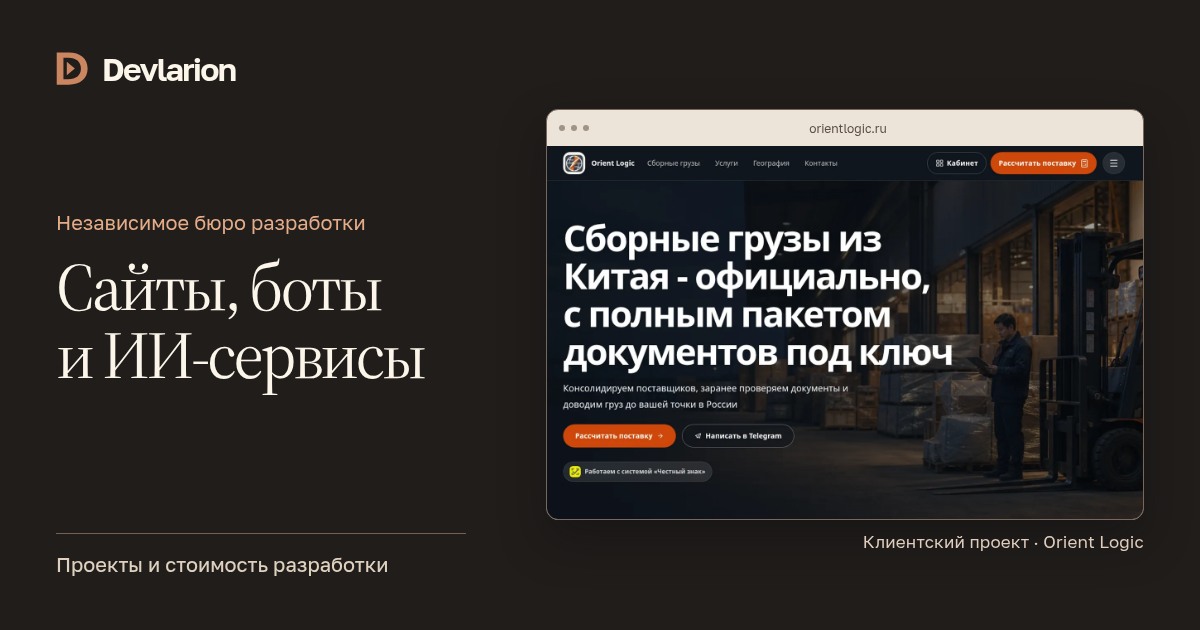 Devlarion
Независимое бюро разработки
Сайты, боты
и ИИ-сервисы
Проекты и стоимость разработки
orientlogic.ru
Orient Logic Сборные грузы Услуги География Контакты Кабинет Рассчитать поставку
Сборные грузы из
Китая - официально,
с полным пакетом
документов под ключ
Консолидируем поставщиков, заранее проверяем документы и
доводим груз до вашей точки в России
Рассчитать поставку → Написать в Telegram
Работаем с системой «Честный знак»
Клиентский проект · Orient Logic